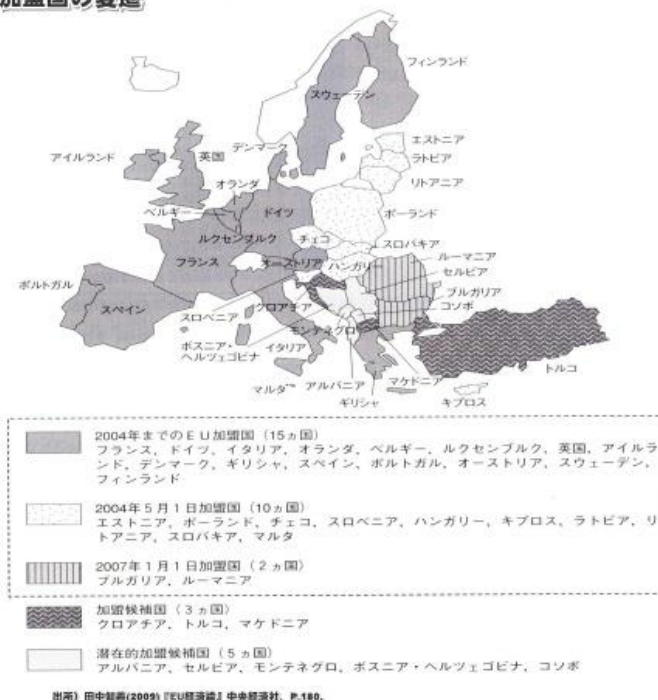 加盟国の変遷
フィンランド
スウェーデン
エストニア
デンマーク
ラトビア
アイルランド
英国
リトアニア
オランダ
ベルギー
ドイツ
ポーランド
ルクセンブルク
チェコ
スロバキア
ルーマニア
フランス
オーストリア
ハンガリー
セルビア
ポルトガル
ブルガリア
スペイン
クロアチア
コソボ
スロベニア
モンテネグロ
ボスニア・
ヘルツェゴビナ
イタリア
トルコ
マルタ
アルバニア
マケドニア
ギリシャ
キプロス
2004年までのEU加盟国(15ヵ国)
フランス、ドイツ、イタリア、オランダ、ベルギー、ルクセンブルク、英国、アイルラ
ンド、デンマーク、ギリシャ、スペイン、ポルトガル、オーストリア、スウェーデン、
フィンランド
2004年5月1日加盟国(10ヵ国)
エストニア、ポーランド、チェコ、スロベニア、ハンガリー、キプロス、ラトビア、リ
トアニア、スロバキア、マルタ
2007年1月1日加盟国(2ヵ国)
ブルガリア、ルーマニア
加盟候補国(3ヵ国)
クロアチア、トルコ、マケドニア
潜在的加盟候補国(5ヵ国)
アルバニア、セルビア、モンテネグロ、ボスニア・ヘルツェゴビナ、コソボ
出所)田中(2009)『EU経済論』中央経済社、P.180.